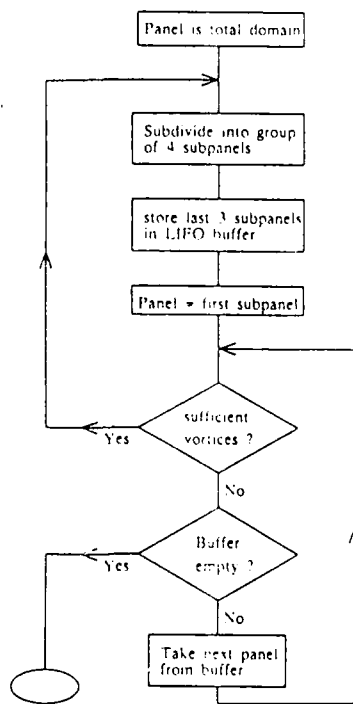 Panel is total domain
Subdivide into group
of 4 subpanels
store last 3 subpanels
in LIFO buffer
Panel = first subpanel
sufficient
vortices ?
Yes
No
Buffer
empty ?
Yes
No
Take next panel
from buffer